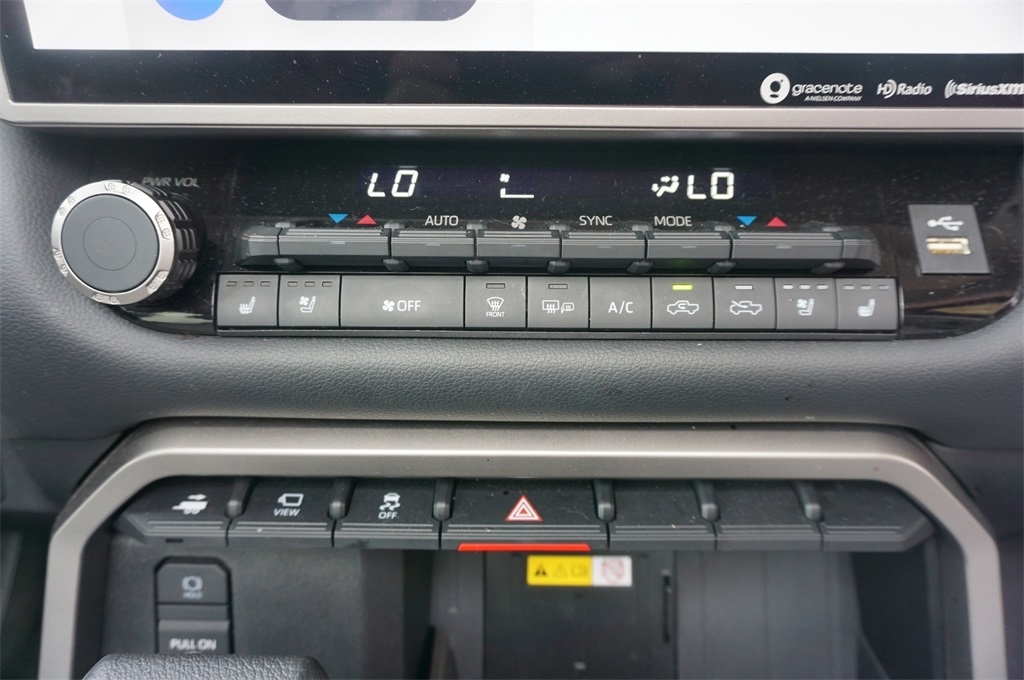 gracenote
A NIELSEN COMPANY
HD Radio
SiriusXM
PWR VOL
LO
LO
AUTO
SYNC
MODE
OFF
FRONT
A/C
VIEW
OFF
HOLD
PULL ON